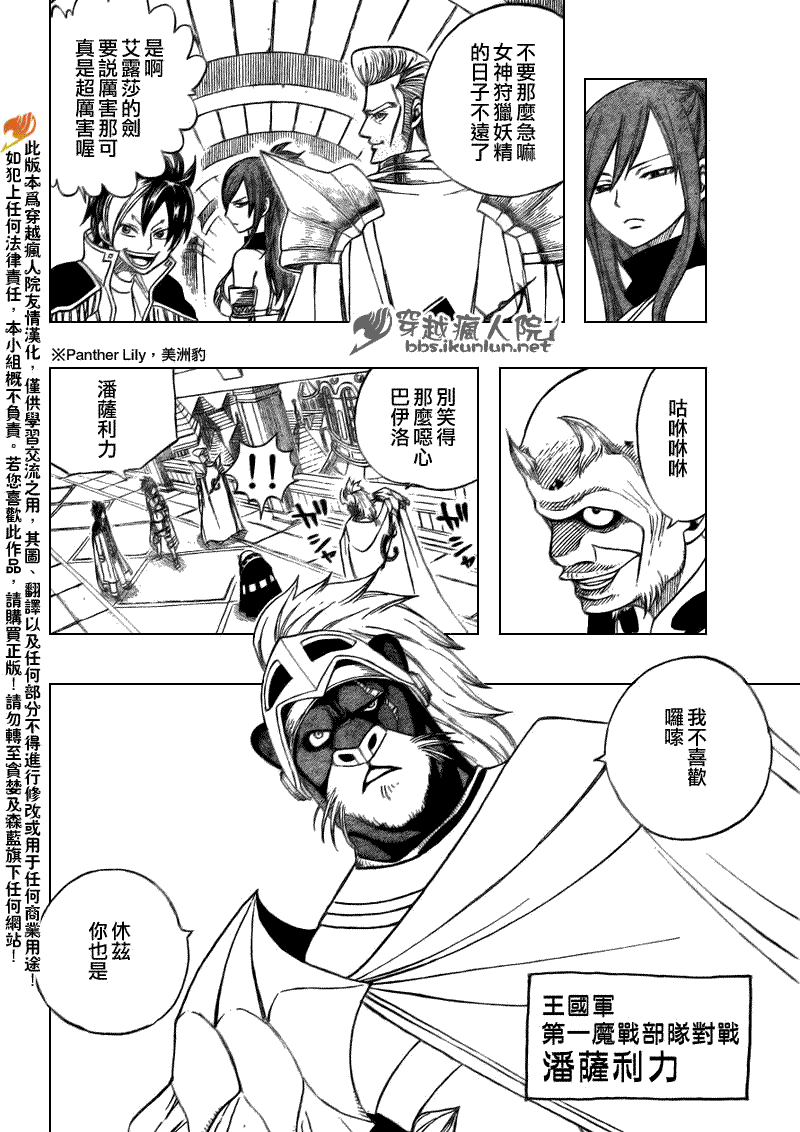 不要那麼急嘛
女神狩獵妖精
的日子不遠了
是啊
艾露莎的劍
要說厲害那可
真是超厲害喔
穿越瘋人院
bbs.ikunlun.net
※Panther Lily，美洲豹
咕咻咻咻
別笑得
那麼噁心
巴伊洛
!!
潘薩利力
我不喜歡
囉嗦
休茲
你也是
王國軍
第一魔戰部隊對戰
潘薩利力
此版本爲穿越瘋人院友情漢化，僅供學習交流之用，其圖、翻譯以及任何部分不得進行修改或用于任何商業用途！
如犯上任何法律責任，本小組概不負責。若您喜歡此作品，請購買正版！請勿轉至貪婪及森藍旗下任何網站！